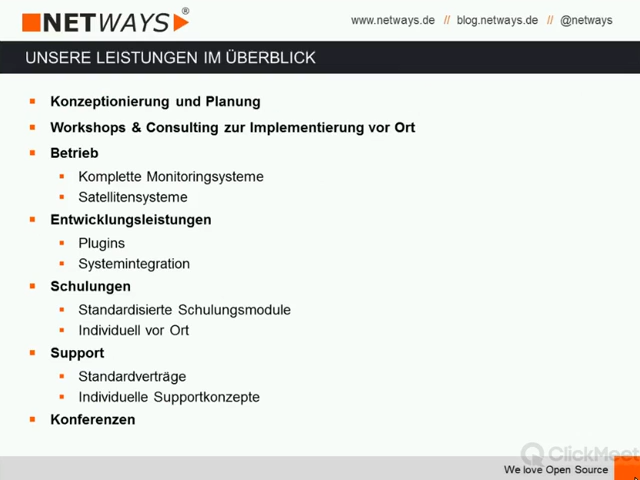 NETWAYS®
www.netways.de // blog.netways.de // @netways
UNSERE LEISTUNGEN IM ÜBERBLICK
Konzeptionierung und Planung
Workshops & Consulting zur Implementierung vor Ort
Betrieb
Komplette Monitoringsysteme
Satellitensysteme
Entwicklungsleistungen
Plugins
Systemintegration
Schulungen
Standardisierte Schulungsmodule
Individuell vor Ort
Support
Standardverträge
Individuelle Supportkonzepte
Konferenzen
ClickMeet
We love Open Source